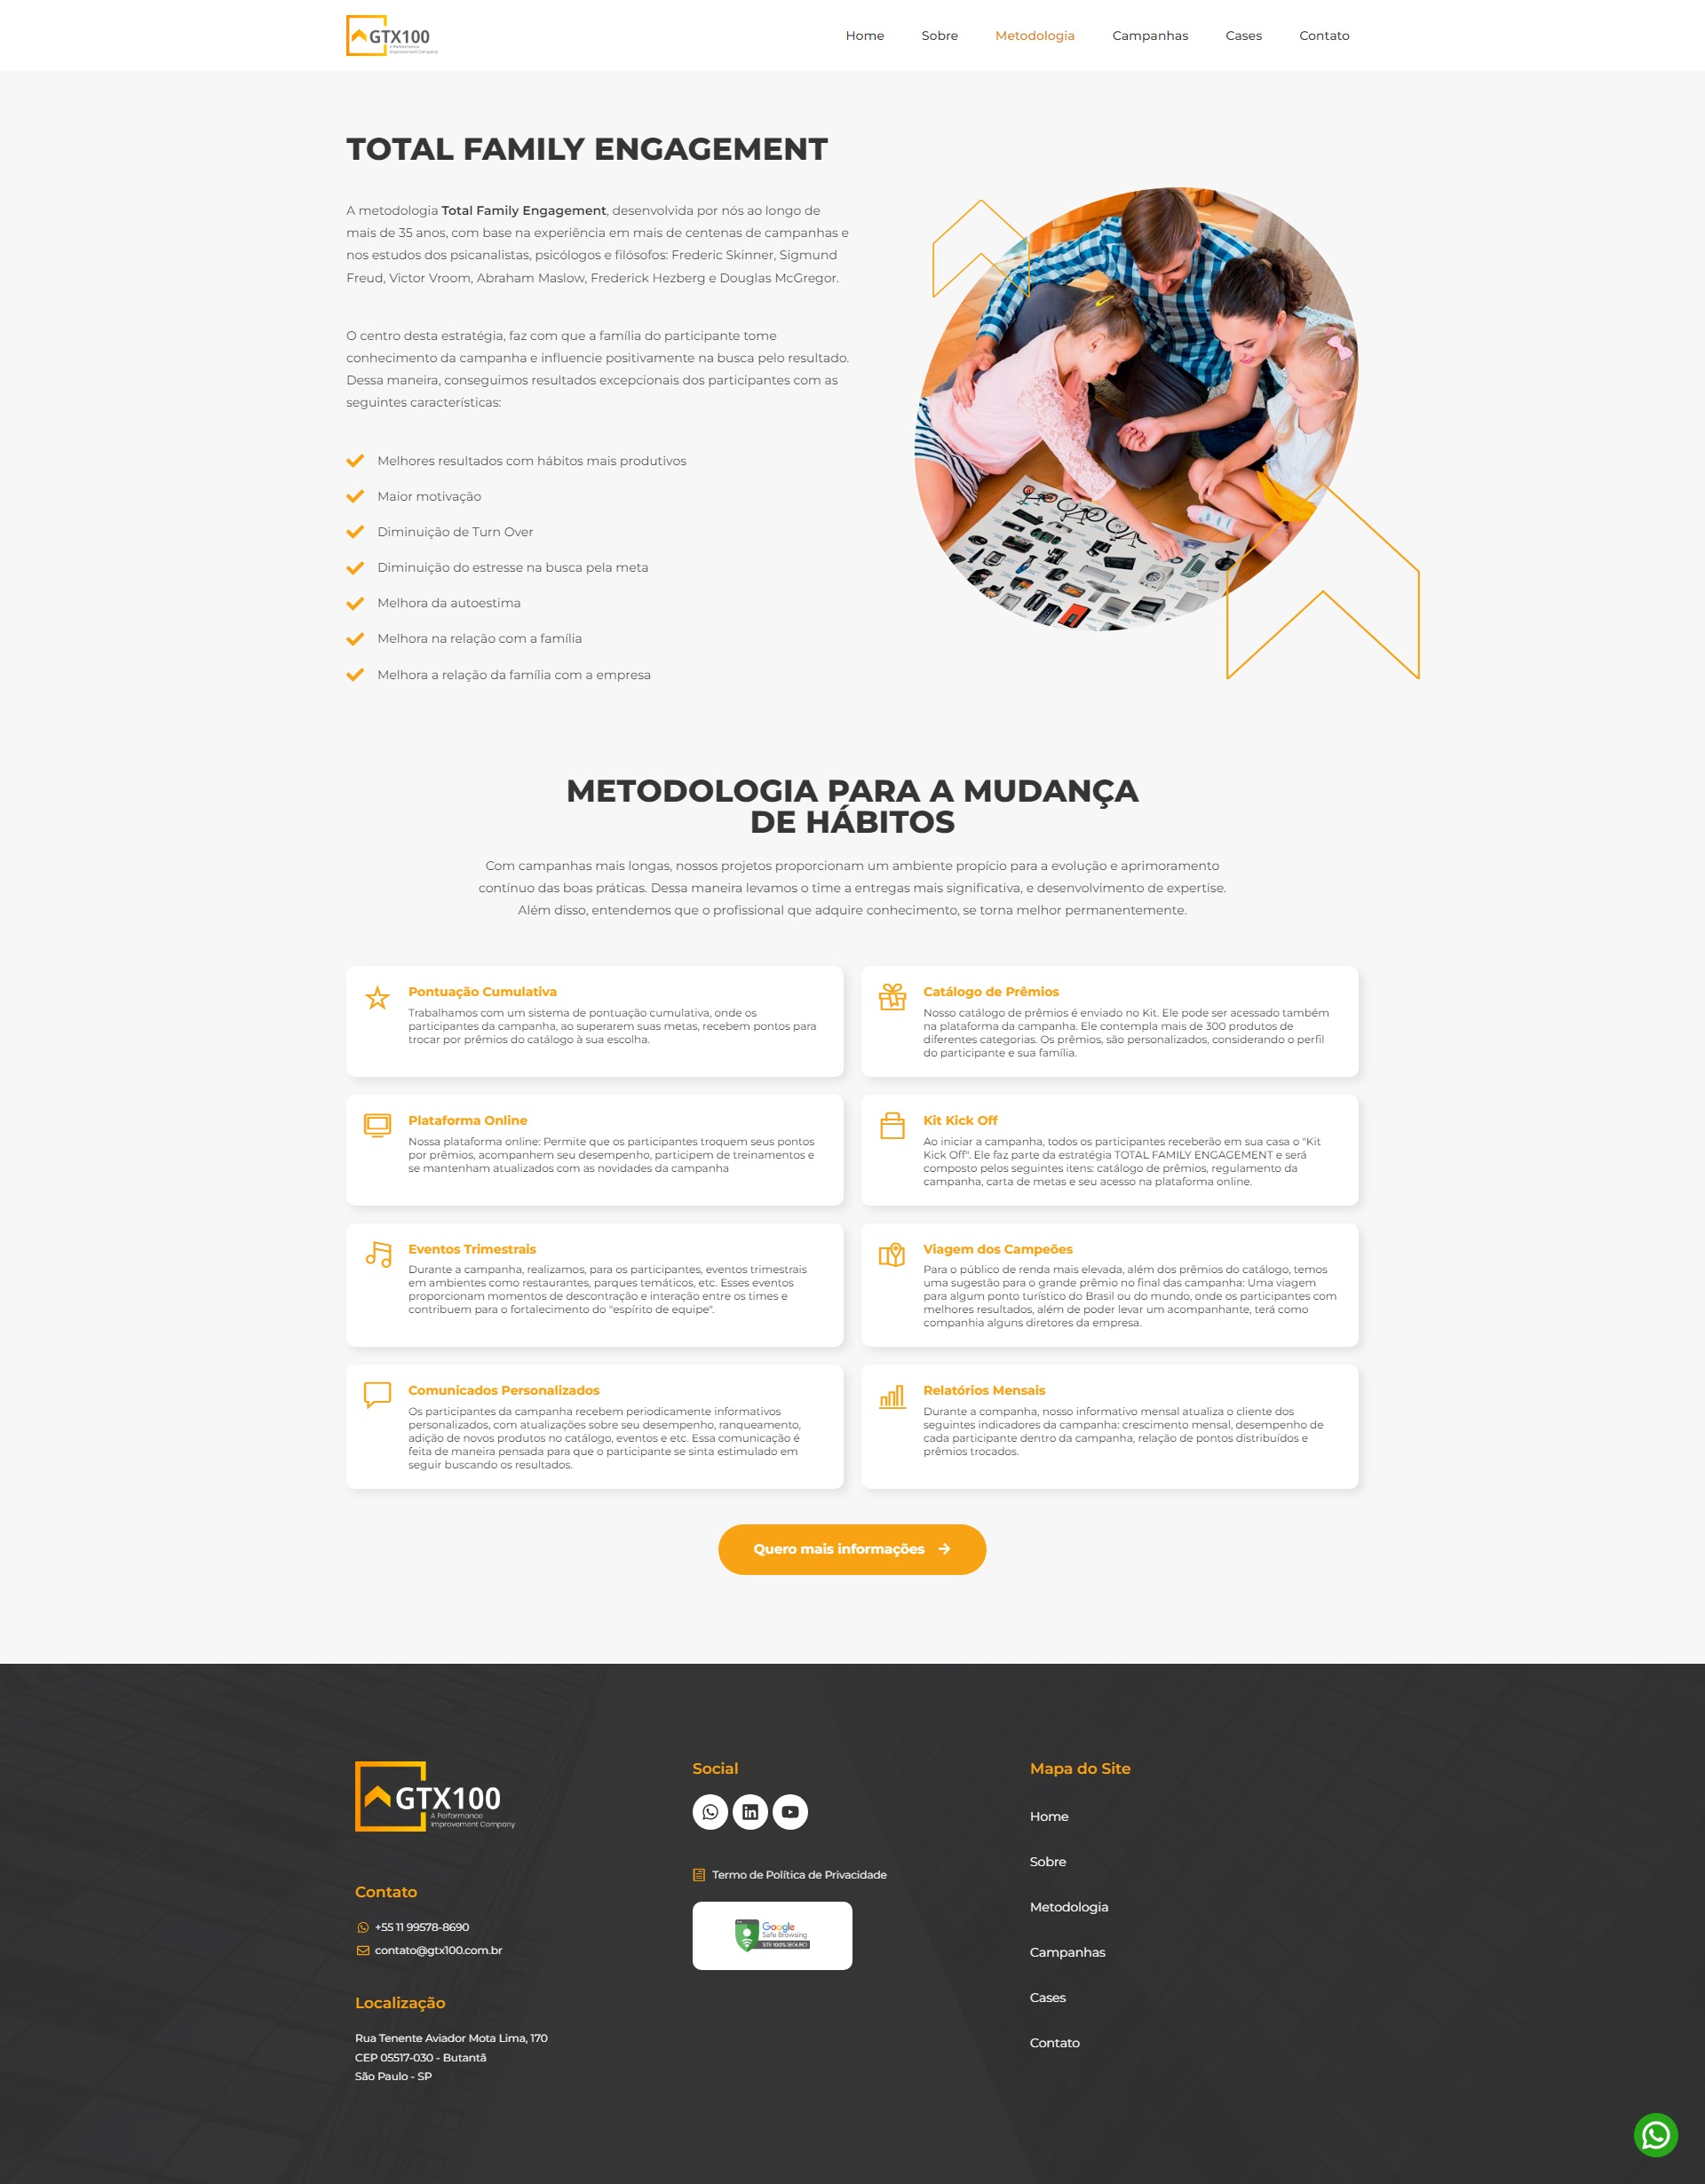 GTX100
A Performance
Improvement Company
Home
Sobre
Metodologia
Campanhas
Cases
Contato
TOTAL FAMILY ENGAGEMENT
A metodologia Total Family Engagement, desenvolvida por nós ao longo de
mais de 35 anos, com base na experiência em mais de centenas de campanhas e
nos estudos dos psicanalistas, psicólogos e filósofos: Frederic Skinner, Sigmund
Freud, Victor Vroom, Abraham Maslow, Frederick Hezberg e Douglas McGregor.
O centro desta estratégia, faz com que a família do participante tome
conhecimento da campanha e influencie positivamente na busca pelo resultado.
Dessa maneira, conseguimos resultados excepcionais dos participantes com as
seguintes características:
Melhores resultados com hábitos mais produtivos
Maior motivação
Diminuição de Turn Over
Diminuição do estresse na busca pela meta
Melhora da autoestima
Melhora na relação com a família
Melhora a relação da família com a empresa
METODOLOGIA PARA A MUDANÇA
DE HÁBITOS
Com campanhas mais longas, nossos projetos proporcionam um ambiente propício para a evolução e aprimoramento
contínuo das boas práticas. Dessa maneira levamos o time a entregas mais significativa, e desenvolvimento de expertise.
Além disso, entendemos que o profissional que adquire conhecimento, se torna melhor permanentemente.
Pontuação Cumulativa
Trabalhamos com um sistema de pontuação cumulativa, onde os
participantes da campanha, ao superarem suas metas, recebem pontos para
trocar por prêmios do catálogo à sua escolha.
Catálogo de Prêmios
Nosso catálogo de prêmios é enviado no Kit. Ele pode ser acessado também
na plataforma da campanha. Ele contempla mais de 300 produtos de
diferentes categorias. Os prêmios, são personalizados, considerando o perfil
do participante e sua família.
Plataforma Online
Nossa plataforma online: Permite que os participantes troquem seus pontos
por prêmios, acompanhem seu desempenho, participem de treinamentos e
se mantenham atualizados com as novidades da campanha
Kit Kick Off
Ao iniciar a campanha, todos os participantes receberão em sua casa o "Kit
Kick Off". Ele faz parte da estratégia TOTAL FAMILY ENGAGEMENT e será
composto pelos seguintes itens: catálogo de prêmios, regulamento da
campanha, carta de metas e seu acesso na plataforma online.
Eventos Trimestrais
Durante a campanha, realizamos, para os participantes, eventos trimestrais
em ambientes como restaurantes, parques temáticos, etc. Esses eventos
proporcionam momentos de descontração e interação entre os times e
contribuem para o fortalecimento do "espírito de equipe".
Viagem dos Campeões
Para o público de renda mais elevada, além dos prêmios do catálogo, temos
uma sugestão para o grande prêmio no final das campanha: Uma viagem
para algum ponto turístico do Brasil ou do mundo, onde os participantes com
melhores resultados, além de poder levar um acompanhante, terá como
companhia alguns diretores da empresa.
Comunicados Personalizados
Os participantes da campanha recebem periodicamente informativos
personalizados, com atualizações sobre seu desempenho, ranqueamento,
adição de novos produtos no catálogo, eventos e etc. Essa comunicação é
feita de maneira pensada para que o participante se sinta estimulado em
seguir buscando os resultados.
Relatórios Mensais
Durante a companha, nosso informativo mensal atualiza o cliente dos
seguintes indicadores da campanha: crescimento mensal, desempenho de
cada participante dentro da campanha, relação de pontos distribuídos e
prêmios trocados.
Quero mais informações
GTX100
A Performance
Improvement Company
Contato
+55 11 99578-8690
contato@gtx100.com.br
Localização
Rua Tenente Aviador Mota Lima, 170
CEP 05517-030 - Butantã
São Paulo - SP
Social
Termo de Política de Privacidade
Google
Safe Browsing
SITE 100% SEGURO
Mapa do Site
Home
Sobre
Metodologia
Campanhas
Cases
Contato